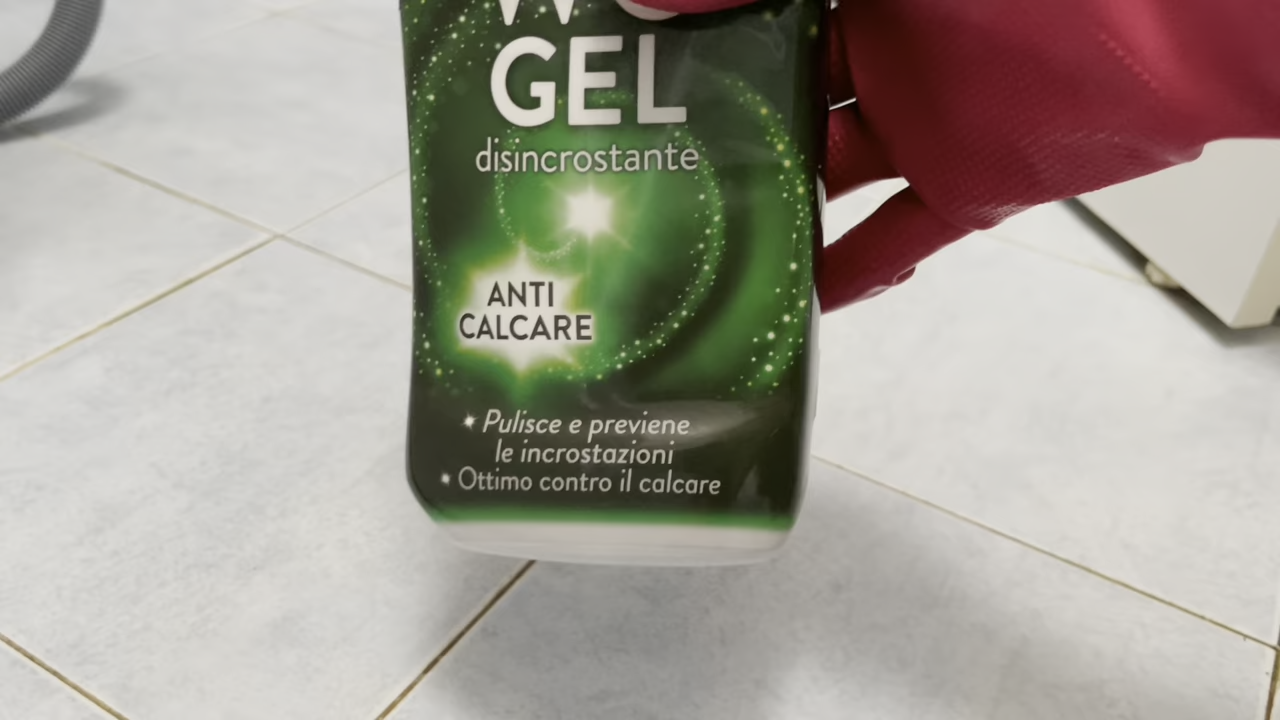 GEL
disincrostante
ANTI
CALCARE
Pulisce e previene
le incrostazioni
Ottimo contro il calcare